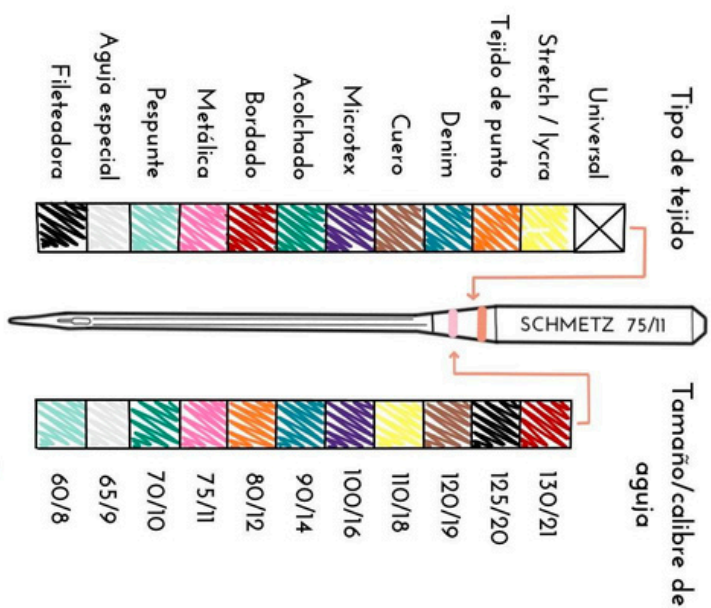 Tipo de tejido
Universal
Stretch / lycra
Tejido de punto
Denim
Cuero
Microtex
Acolchado
Bordado
Metálica
Pespunte
Aguja especial
Fileteadora
SCHMETZ 75/11
Tamaño/calibre de
aguja
130/21
125/20
120/19
110/18
100/16
90/14
80/12
75/11
70/10
65/9
60/8